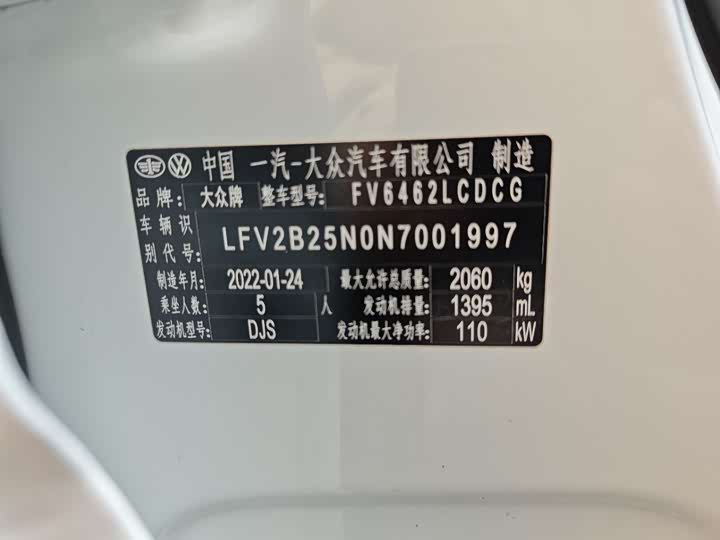 中国 一汽-大众汽车有限公司 制造
品牌: 大众牌 整车型号: FV6462LCDCG
车辆识别代号: LFV2B25N0N7001997
制造年月: 2022-01-24 最大允许总质量: 2060 kg
乘坐人数: 5 人 发动机排量: 1395 mL
发动机型号: DJS 发动机最大净功率: 110 kW